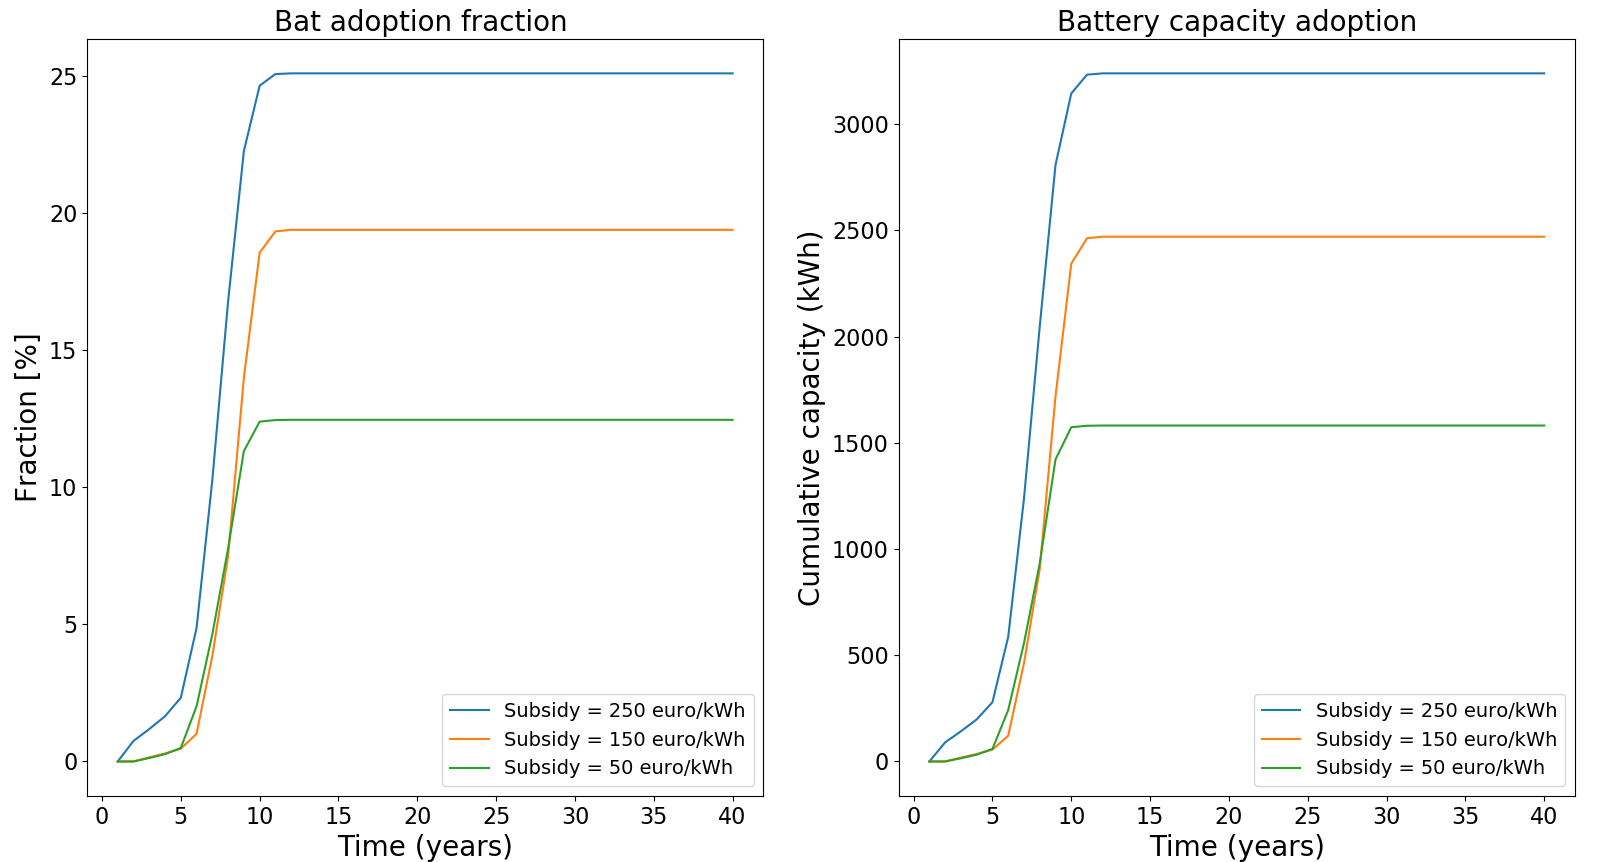 Bat adoption fraction
25
20
15
10
5
0
Fraction [%]
0 5 10 15 20 25 30 35 40
Time (years)
Subsidy = 250 euro/kWh
Subsidy = 150 euro/kWh
Subsidy = 50 euro/kWh
Battery capacity adoption
3000
2500
2000
1500
1000
500
0
Cumulative capacity (kWh)
0 5 10 15 20 25 30 35 40
Time (years)
Subsidy = 250 euro/kWh
Subsidy = 150 euro/kWh
Subsidy = 50 euro/kWh